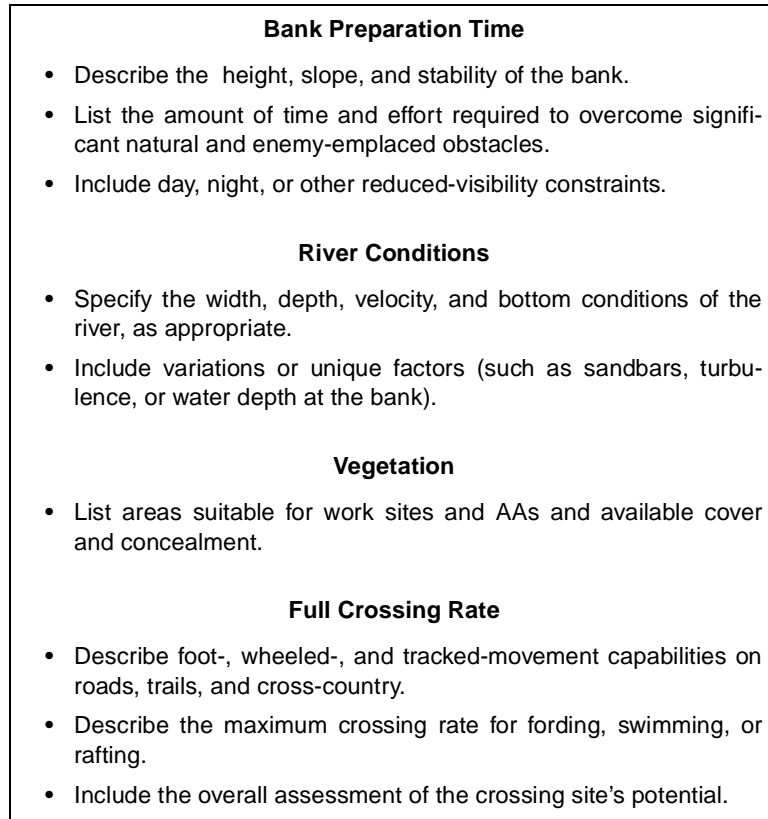 Bank Preparation Time
• Describe the height, slope, and stability of the bank.
• List the amount of time and effort required to overcome signifi-
cant natural and enemy-emplaced obstacles.
• Include day, night, or other reduced-visibility constraints.
River Conditions
• Specify the width, depth, velocity, and bottom conditions of the
river, as appropriate.
• Include variations or unique factors (such as sandbars, turbu-
lence, or water depth at the bank).
Vegetation
• List areas suitable for work sites and AAs and available cover
and concealment.
Full Crossing Rate
• Describe foot-, wheeled-, and tracked-movement capabilities on
roads, trails, and cross-country.
• Describe the maximum crossing rate for fording, swimming, or
rafting.
• Include the overall assessment of the crossing site's potential.